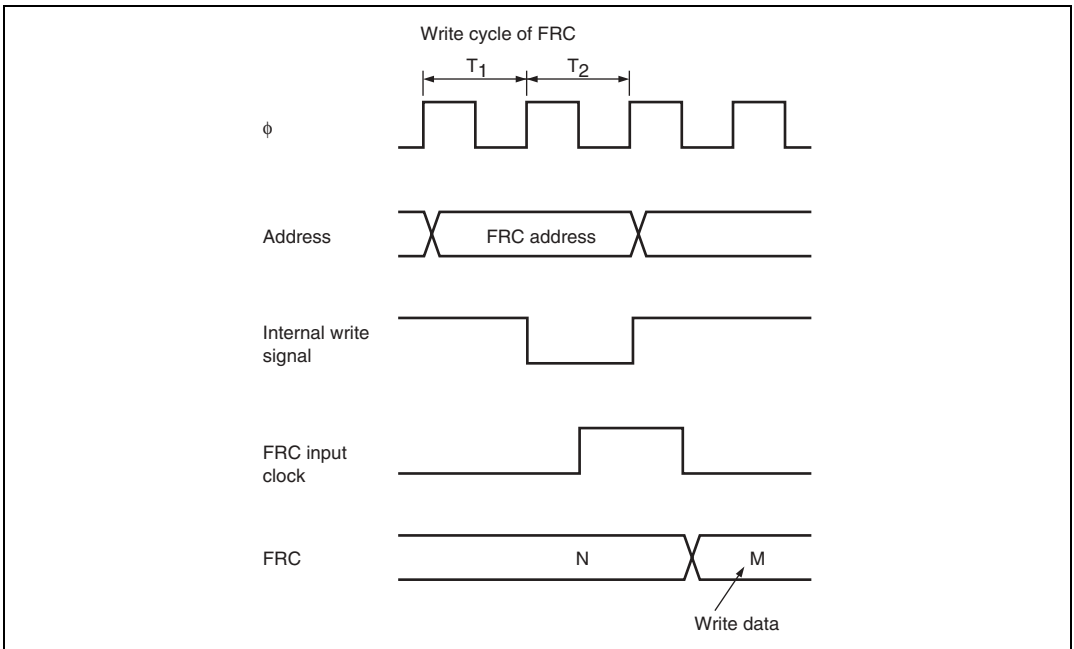 Write cycle of FRC
T1 T2
ϕ
Address
FRC address
Internal write
signal
FRC input
clock
FRC
N
M
Write data